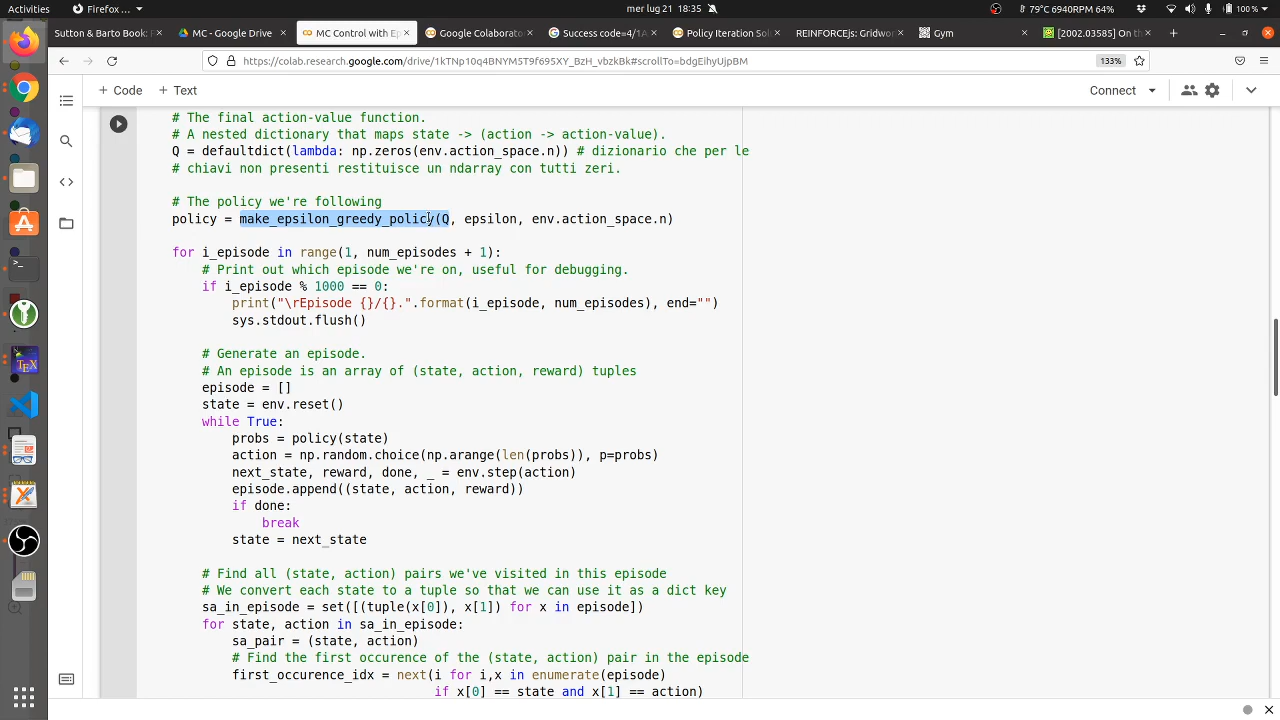 Activities
Firefox ...
mer lug 21 18:35
79°C 6940RPM 64%
100%
Sutton & Barto Book: F
MC - Google Drive
MC Control with Ep
Google Colaborato
Success code=4/1A
Policy Iteration Sol
REINFORCEjs: Gridwor
Gym
[2002.03585] On th
https://colab.research.google.com/drive/1kTNp10q4BNYM5T9f695XY_BzH_vbzkBk#scrollTo=bdgEihyUjpBM
133%
+ Code + Text
Connect
# The final action-value function.
# A nested dictionary that maps state -> (action -> action-value).
Q = defaultdict(lambda: np.zeros(env.action_space.n)) # dizionario che per le
# chiavi non presenti restituisce un ndarray con tutti zeri.
# The policy we're following
policy = make_epsilon_greedy_policy(Q, epsilon, env.action_space.n)
for i_episode in range(1, num_episodes + 1):
# Print out which episode we're on, useful for debugging.
if i_episode % 1000 == 0:
print("\rEpisode {}/{}.".format(i_episode, num_episodes), end="")
sys.stdout.flush()
# Generate an episode.
# An episode is an array of (state, action, reward) tuples
episode = []
state = env.reset()
while True:
probs = policy(state)
action = np.random.choice(np.arange(len(probs)), p=probs)
next_state, reward, done, _ = env.step(action)
episode.append((state, action, reward))
if done:
break
state = next_state
# Find all (state, action) pairs we've visited in this episode
# We convert each state to a tuple so that we can use it as a dict key
sa_in_episode = set([(tuple(x[0]), x[1]) for x in episode])
for state, action in sa_in_episode:
sa_pair = (state, action)
# Find the first occurence of the (state, action) pair in the episode
first_occurence_idx = next(i for i,x in enumerate(episode)
if x[0] == state and x[1] == action)